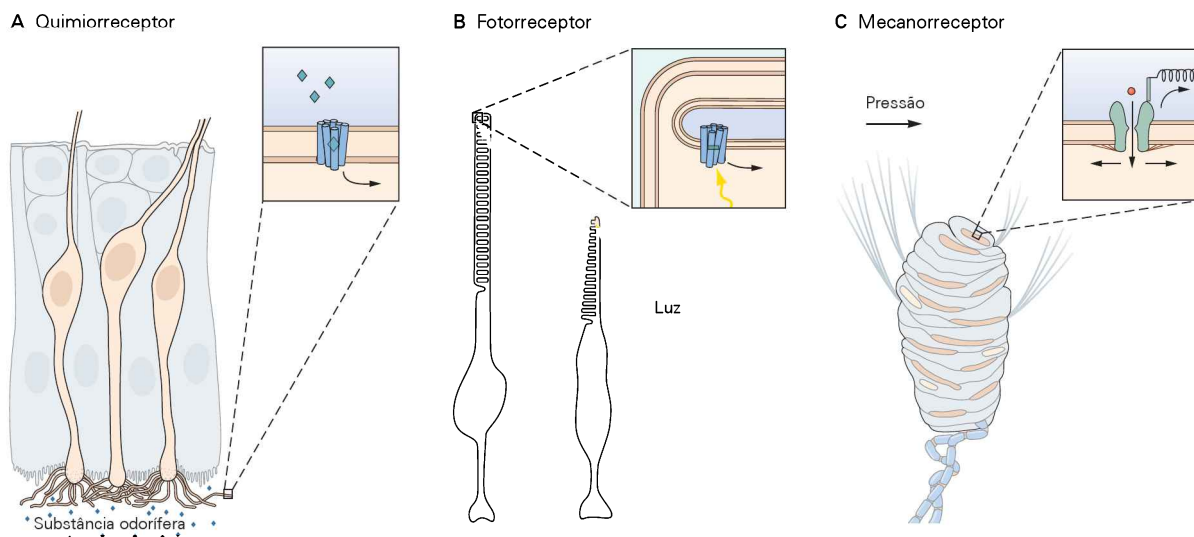 A Quimiorreceptor
B Fotorreceptor
C Mecanorreceptor
Pressão
Luz
Substância odorífera